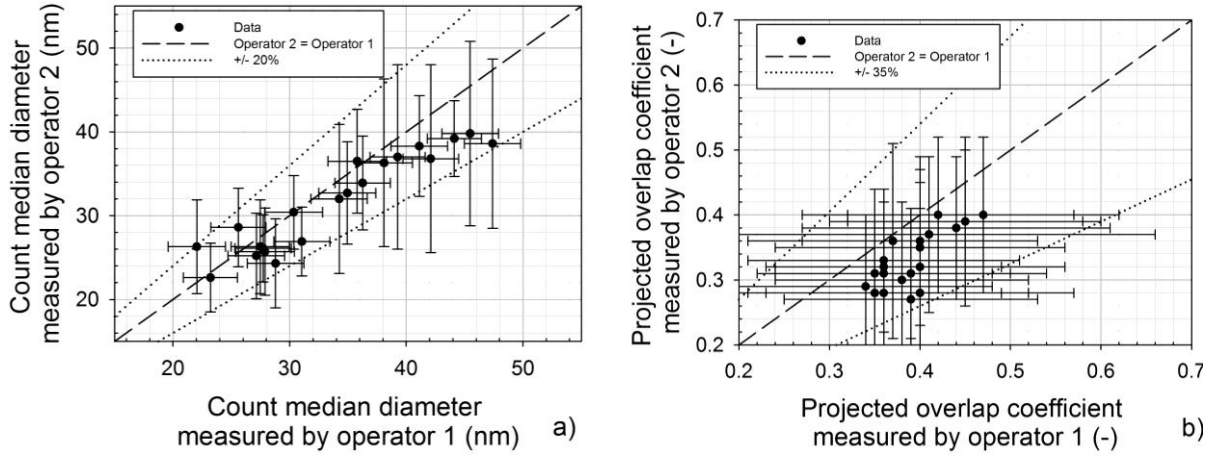 Count median diameter
measured by operator 2 (nm)
50
40
30
20
Data
Operator 2 = Operator 1
+/- 20%
20 30 40 50
Count median diameter
measured by operator 1 (nm)
a)
Projected overlap coefficient
measured by operator 2 (-)
0.7
0.6
0.5
0.4
0.3
0.2
Data
Operator 2 = Operator 1
+/- 35%
0.2 0.3 0.4 0.5 0.6 0.7
Projected overlap coefficient
measured by operator 1 (-)
b)